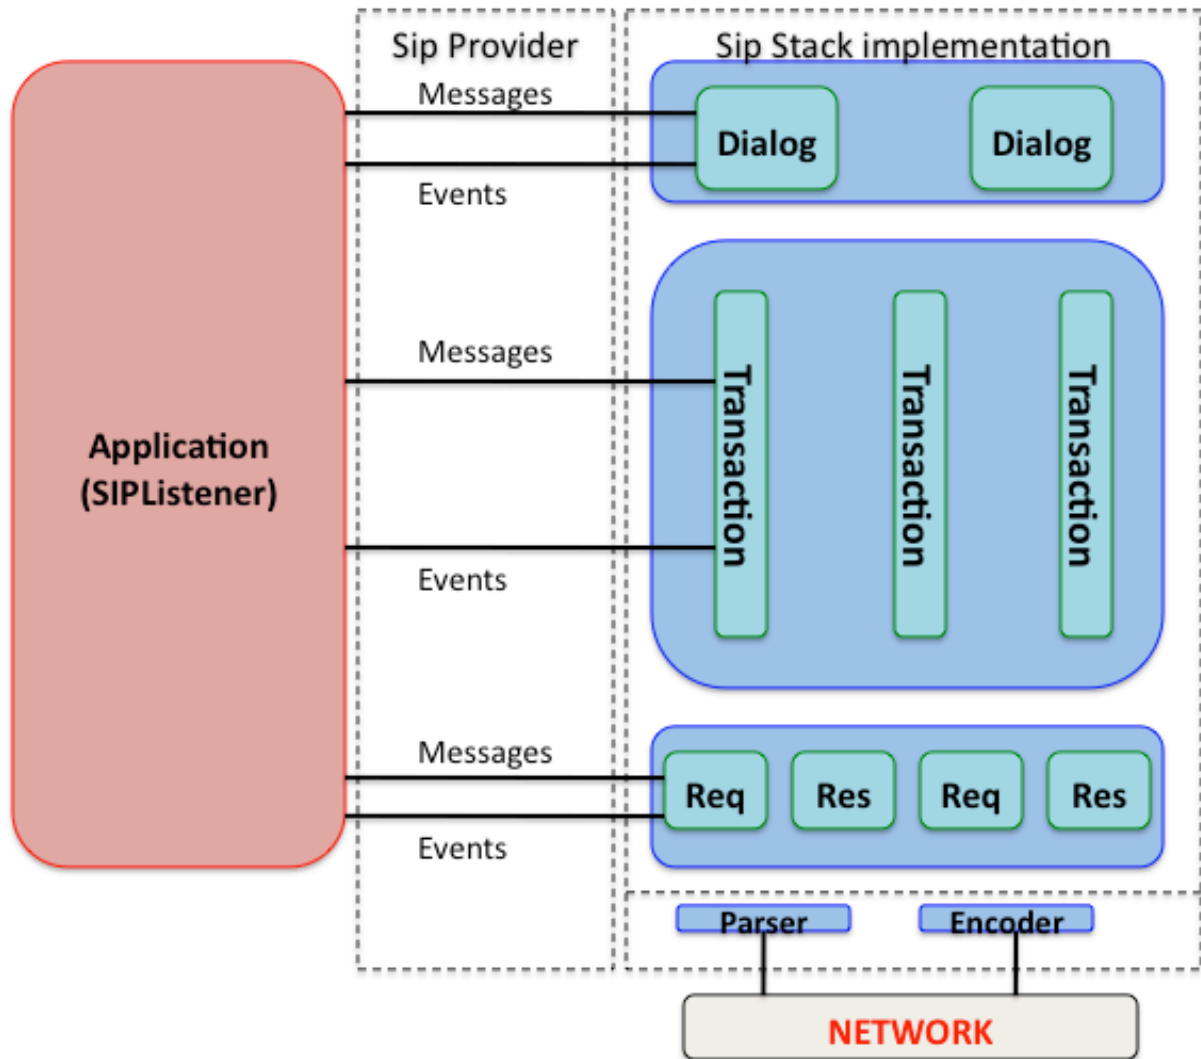 Sip Provider
Sip Stack implementation
Messages
Dialog
Dialog
Events
Messages
Transaction
Transaction
Transaction
Application
(SIPListener)
Events
Messages
Req
Res
Req
Res
Events
Parser
Encoder
NETWORK